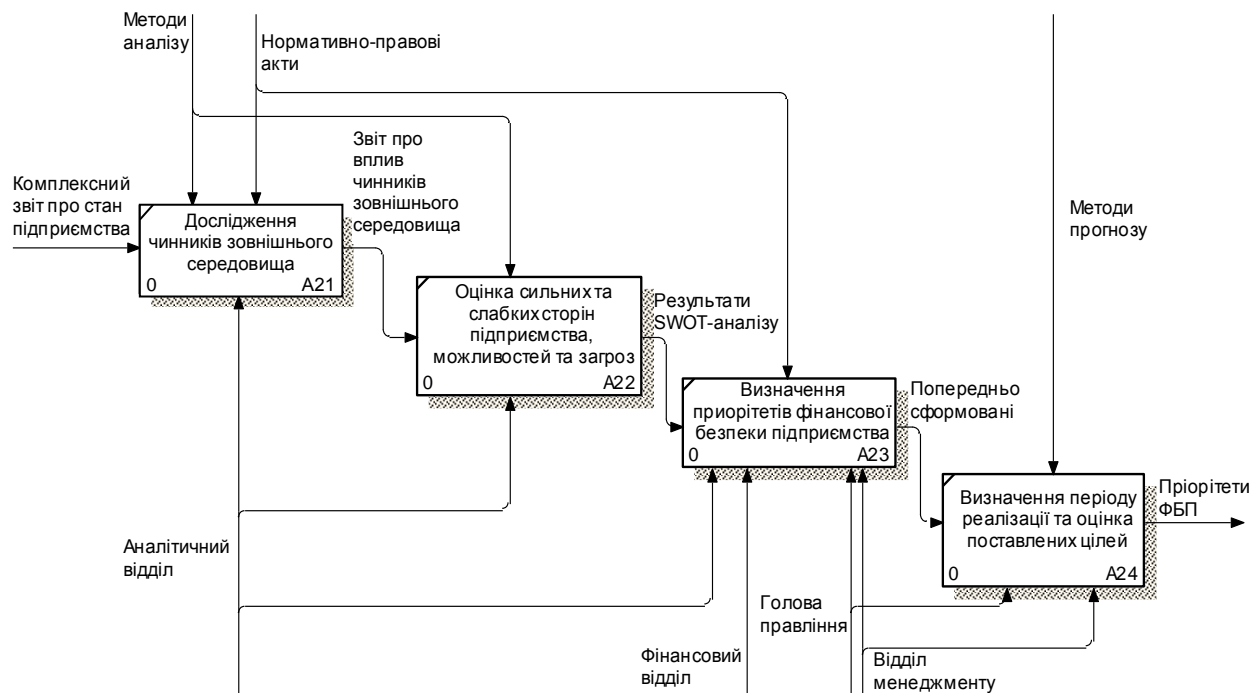 Методи
аналізу
Нормативно-правові
акти
Комплексний
звіт про стан
підприємства
Дослідження
чинників зовнішнього
середовища
0
A21
Звіт про
вплив
чинників
зовнішнього
середовища
Методи
прогнозу
Оцінка сильних та
слабких сторін
підприємства,
можливостей та загроз
0
A22
Результати
SWOT-аналізу
Визначення
приорітетів фінансової
безпеки підприємства
0
A23
Попередньо
сформовані
Визначення періоду
реалізації та оцінка
поставлених цілей
0
A24
Пріорітети
ФБП
Аналітичний
відділ
Голова
правління
Фінансовий
відділ
Відділ
менеджменту